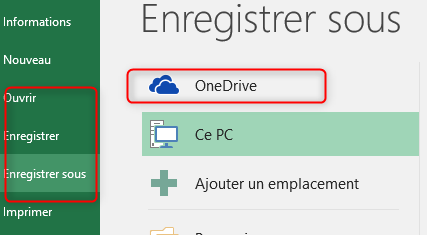 Informations
Nouveau
Ouvrir
Enregistrer
Enregistrer sous
Imprimer
Enregistrer sous
OneDrive
Ce PC
Ajouter un emplacement